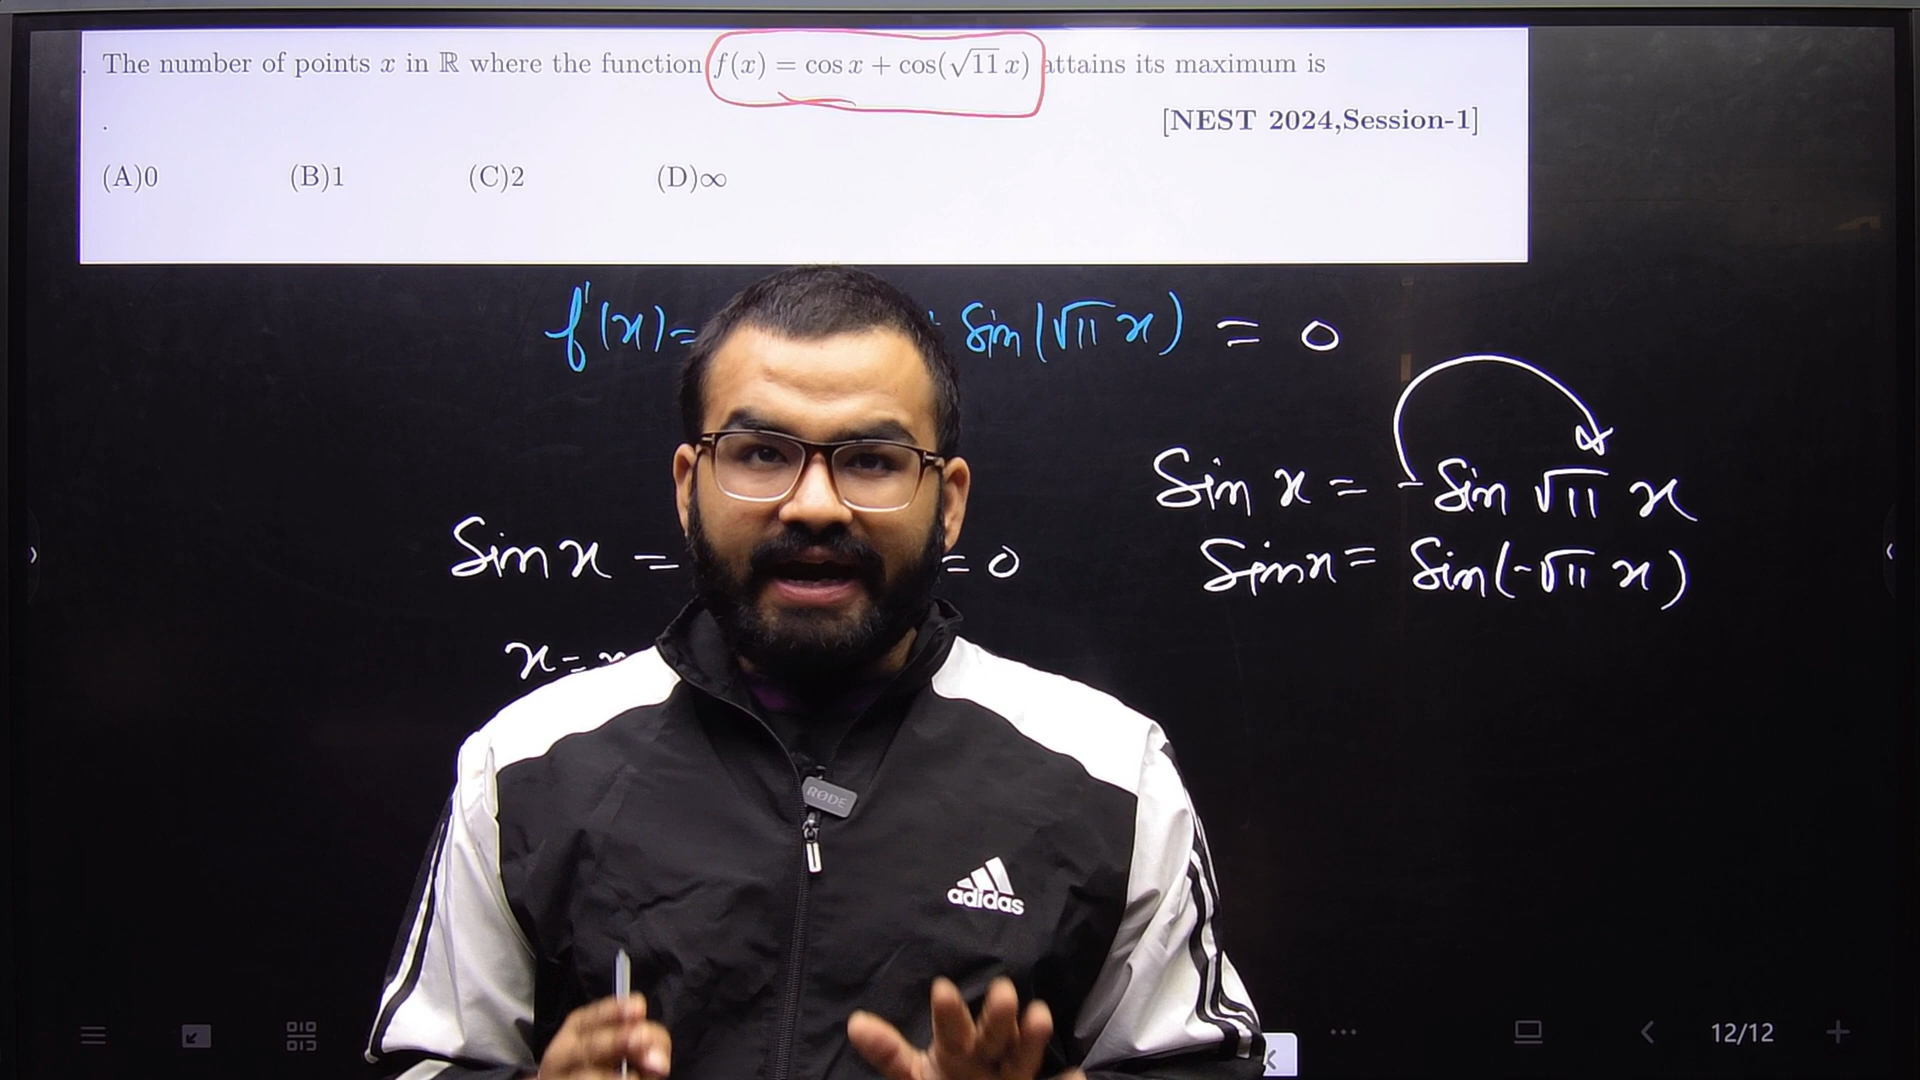 The number of points x in ℝ where the function f(x) = cos x + cos(√11 x) attains its maximum is
[NEST 2024,Session-1]
(A)0 (B)1 (C)2 (D)∞
f'(x)= Sin(√11 x) = 0
Sin x = - Sin √11 x
Sin x = = 0
Sin x = Sin(-√11 x)
x =
RØDE
adidas
12/12